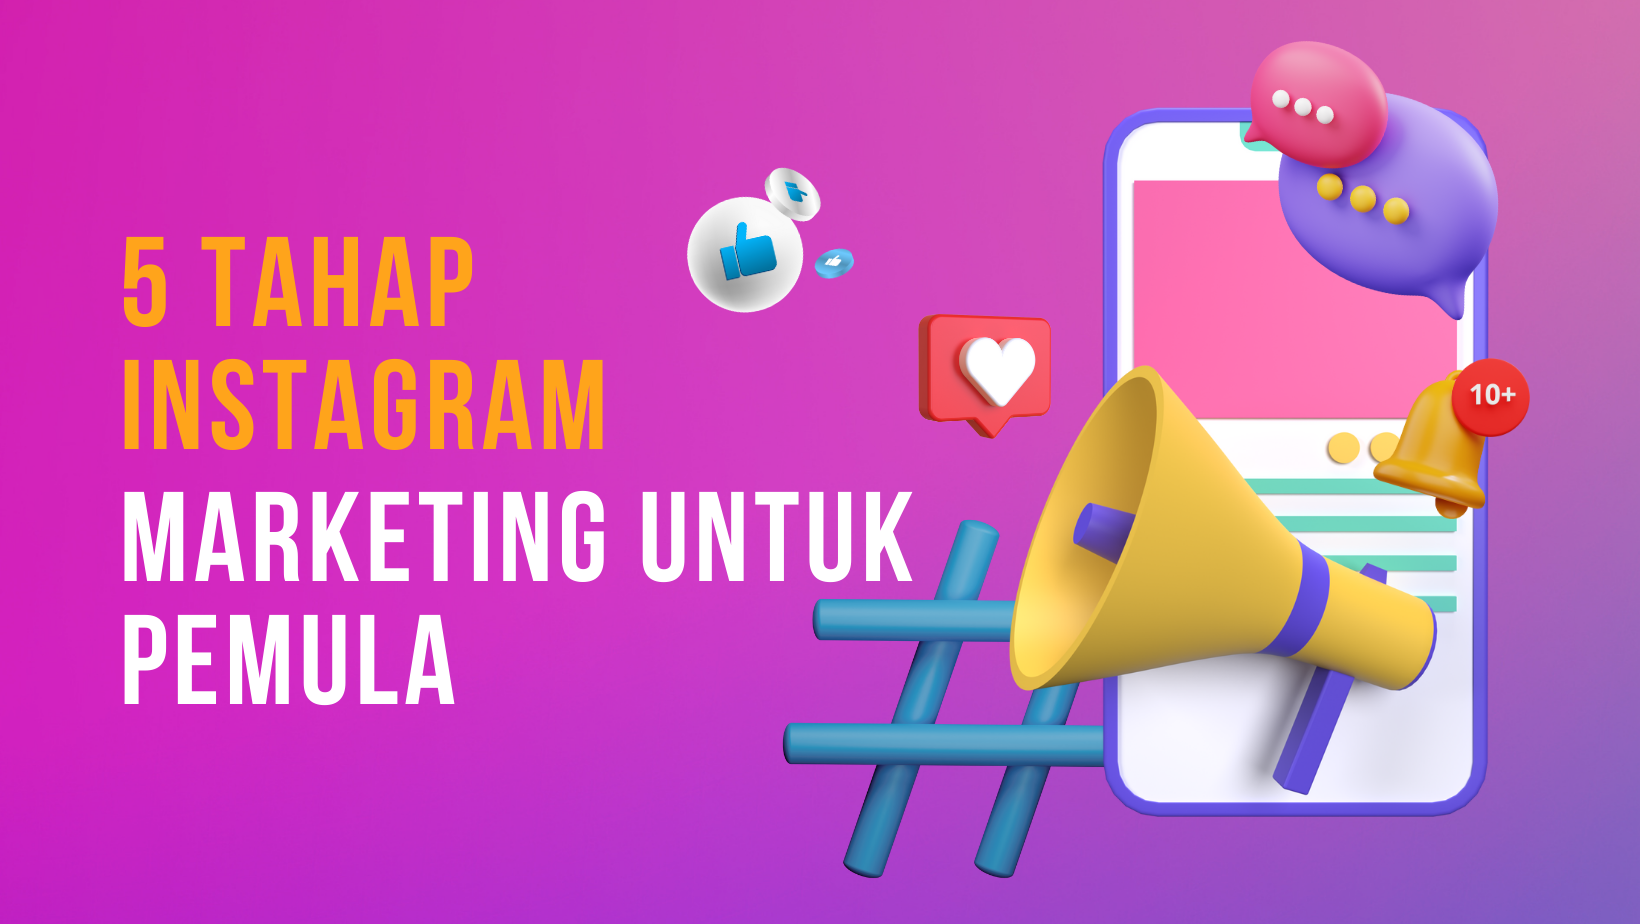 5 TAHAP
INSTAGRAM
MARKETING UNTUK
PEMULA
10+